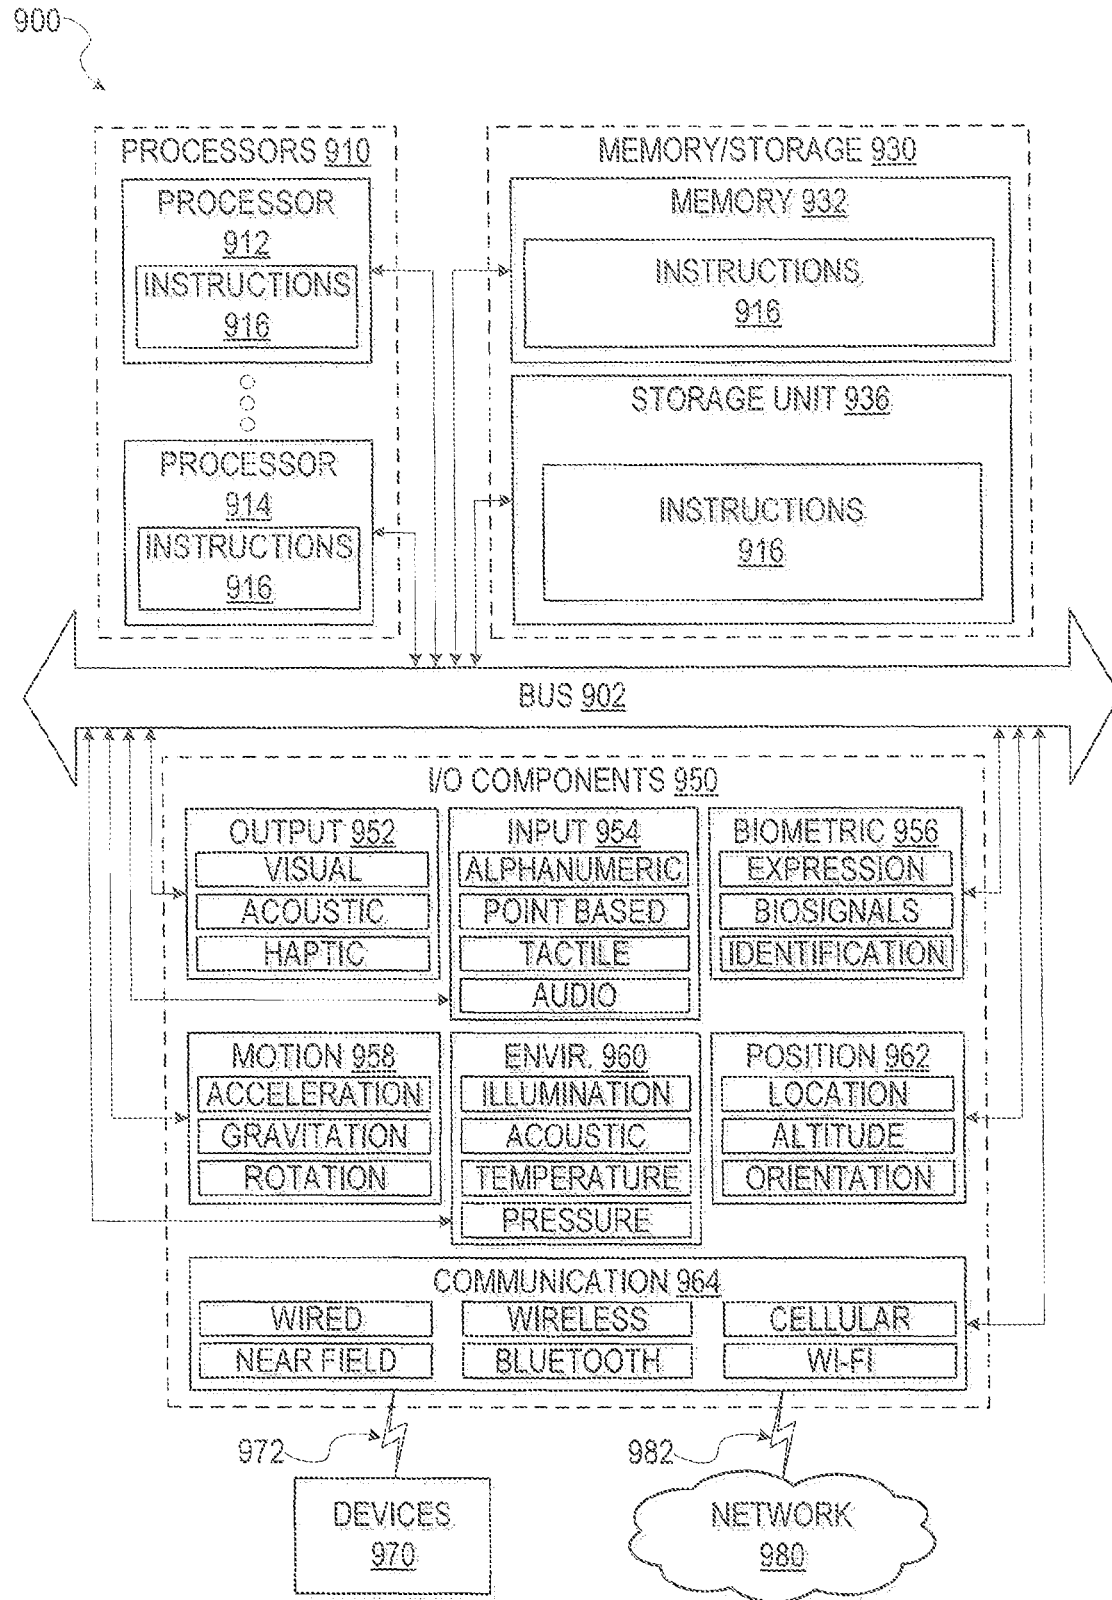 900
PROCESSORS 910
PROCESSOR
912
INSTRUCTIONS
916
PROCESSOR
914
INSTRUCTIONS
916
MEMORY/STORAGE 930
MEMORY 932
INSTRUCTIONS
916
STORAGE UNIT 936
INSTRUCTIONS
916
BUS 902
I/O COMPONENTS 950
OUTPUT 952
VISUAL
ACOUSTIC
HAPTIC
INPUT 954
ALPHANUMERIC
POINT BASED
TACTILE
AUDIO
BIOMETRIC 956
EXPRESSION
BIOSIGNALS
IDENTIFICATION
MOTION 958
ACCELERATION
GRAVITATION
ROTATION
ENVIR. 960
ILLUMINATION
ACOUSTIC
TEMPERATURE
PRESSURE
POSITION 962
LOCATION
ALTITUDE
ORIENTATION
COMMUNICATION 964
WIRED
WIRELESS
CELLULAR
NEAR FIELD
BLUETOOTH
WI-FI
972
982
DEVICES
970
NETWORK
980